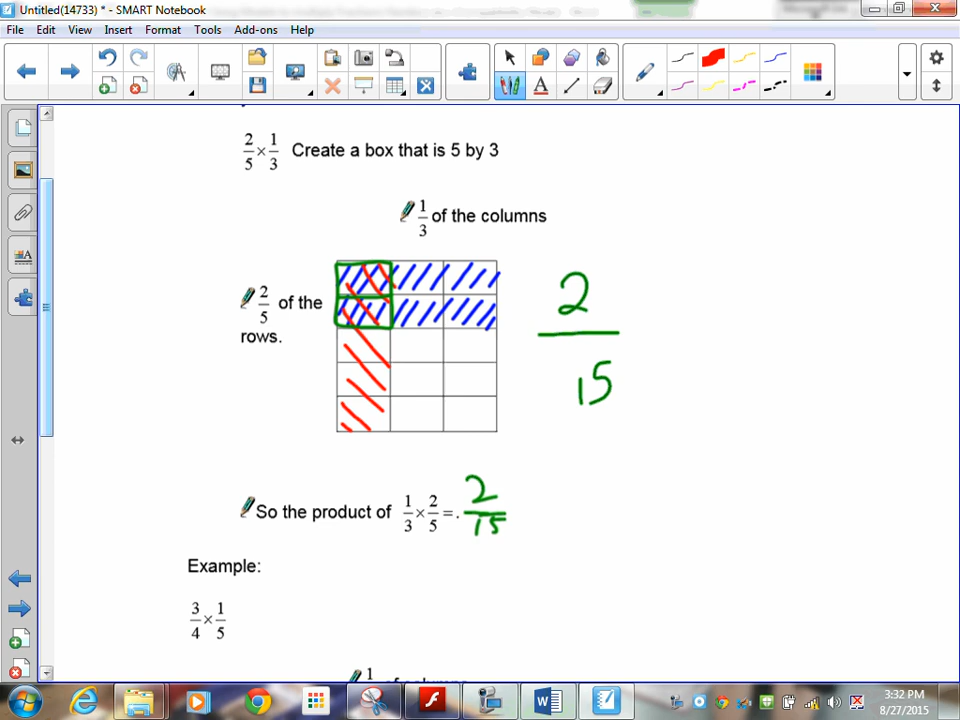 Untitled(14733) * - SMART Notebook
File Edit View Insert Format Tools Add-ons Help
2/5 × 1/3 Create a box that is 5 by 3
1/3 of the columns
2/5 of the
rows.
2/15
So the product of 1/3 × 2/5 = . 2/15
Example:
3/4 × 1/5
3:32 PM
8/27/2015